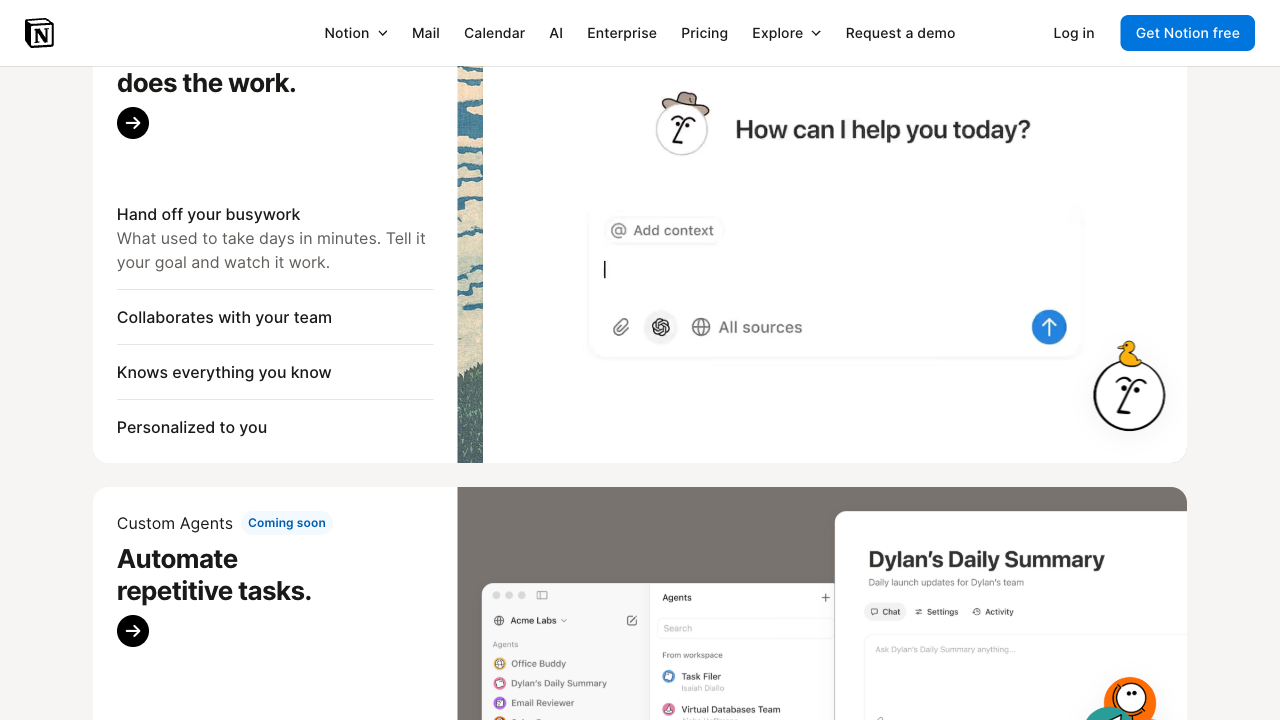 Notion
Mail
Calendar
AI
Enterprise
Pricing
Explore
Request a demo
Log in
Get Notion free
does the work.
Hand off your busywork
What used to take days in minutes. Tell it
your goal and watch it work.
Collaborates with your team
Knows everything you know
Personalized to you
How can I help you today?
@ Add context
All sources
Custom Agents
Coming soon
Automate
repetitive tasks.
Acme Labs
Agents
Office Buddy
Dylan's Daily Summary
Email Reviewer
Agents
Search
From workspace
Task Filer
Isaiah Diallo
Virtual Databases Team
Dylan's Daily Summary
Daily launch updates for Dylan's team
Chat
Settings
Activity
Ask Dylan's Daily Summary anything...